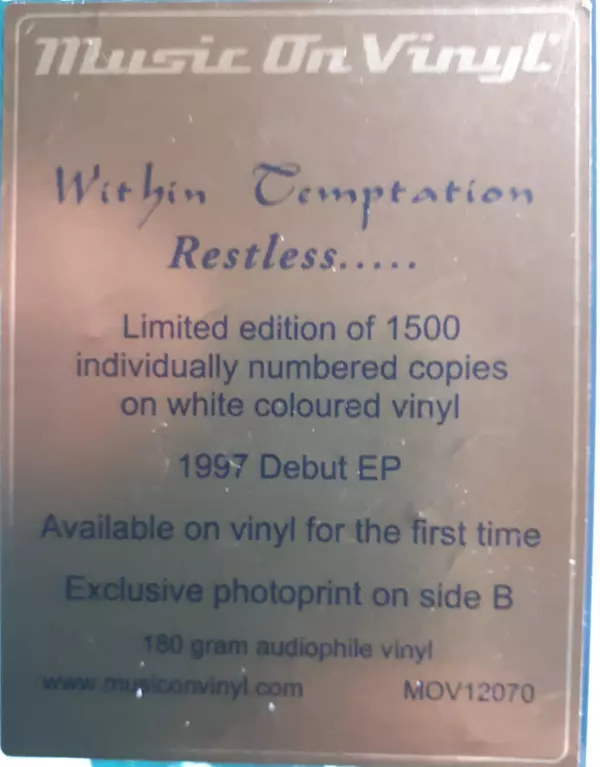 Music On Vinyl
Within Temptation
Restless.....
Limited edition of 1500
individually numbered copies
on white coloured vinyl
1997 Debut EP
Available on vinyl for the first time
Exclusive photoprint on side B
180 gram audiophile vinyl
www.musiconvinyl.com MOV12070